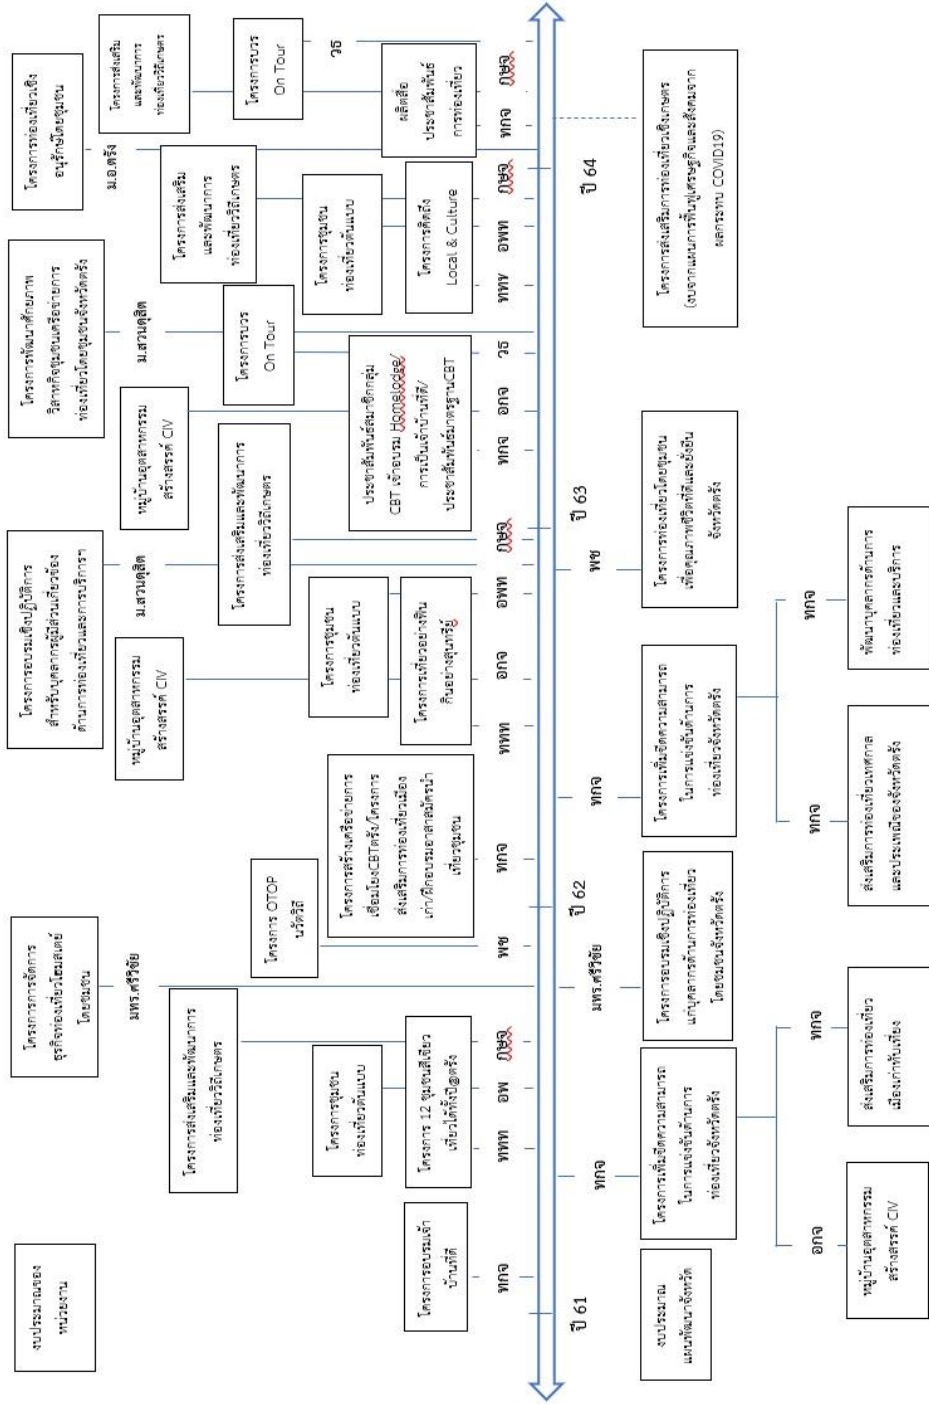 งบประมาณของ
หน่วยงาน
โครงการการจัดการ
ธุรกิจท่องเที่ยวโฮมสเตย์
โดยชุมชน
มทร.ศรีวิชัย
โครงการอบรมเชิงปฏิบัติการ
สำหรับบุคลากรผู้มีส่วนเกี่ยวข้อง
ด้านการท่องเที่ยวและการบริการฯ
ม.สวนดุสิต
โครงการพัฒนาศักยภาพ
วิสาหกิจชุมชนเครือข่ายการ
ท่องเที่ยวโดยชุมชนจังหวัดตรัง
ม.สวนดุสิต
โครงการท่องเที่ยวเชิง
อนุรักษ์โดยชุมชน
ม.อ.ตรัง
โครงการส่งเสริมและพัฒนาการ
ท่องเที่ยววิถีเกษตร
หมู่บ้านอุตสาหกรรม
สร้างสรรค์ CIV
โครงการส่งเสริมและพัฒนาการ
ท่องเที่ยววิถีเกษตร
หมู่บ้านอุตสาหกรรม
สร้างสรรค์ CIV
โครงการส่งเสริม
และพัฒนาการ
ท่องเที่ยววิถีเกษตร
โครงการส่งเสริม
และพัฒนาการ
ท่องเที่ยววิถีเกษตร
โครงการ OTOP
นวัตวิถี
โครงการบวร
On Tour
โครงการบวร
On Tour
วธ
โครงการชุมชน
ท่องเที่ยวต้นแบบ
โครงการชุมชน
ท่องเที่ยวต้นแบบ
โครงการชุมชน
ท่องเที่ยวต้นแบบ
โครงการอบรมเจ้า
บ้านที่ดี
โครงการ 12 ชุมชนสีเขียว
เที่ยวได้ทั้งปี@ตรัง
โครงการสร้างเครือข่ายการ
เชื่อมโยงCBTตรัง/โครงการ
ส่งเสริมการท่องเที่ยวเมือง
เก่า/ฝึกอบรมอาสาสมัครนำ
เที่ยวชุมชน
โครงการเที่ยวอย่างฟิน
กินอย่างสุนทรีย์
ประชาสัมพันธ์สมาชิกกลุ่ม
CBT เข้าอบรม Homelodge/
การเป็นเจ้าบ้านที่ดี/
ประชาสัมพันธ์มาตรฐานCBT
โครงการคิดถึง
Local & Culture
ผลิตสื่อ
ประชาสัมพันธ์
การท่องเที่ยว
ทกจ
ททท
อพ
กษจ
พช
ทกจ
ททท
อกจ
อพท
กษจ
ทกจ
อกจ
วธ
ททท
อพท
กษจ
ทกจ
กษจ
ปี 61
ทกจ
มทร.ศรีวิชัย
ปี 62
ทกจ
พช
ปี 63
ปี 64
งบประมาณ
แผนพัฒนาจังหวัด
โครงการเพิ่มขีดความสามารถ
ในการแข่งขันด้านการ
ท่องเที่ยวจังหวัดตรัง
โครงการอบรมเชิงปฏิบัติการ
แก่บุคลากรด้านการท่องเที่ยว
โดยชุมชนจังหวัดตรัง
โครงการเพิ่มขีดความสามารถ
ในการแข่งขันด้านการ
ท่องเที่ยวจังหวัดตรัง
โครงการท่องเที่ยวโดยชุมชน
เพื่อคุณภาพชีวิตที่ดีและยั่งยืน
จังหวัดตรัง
โครงการส่งเสริมการท่องเที่ยวเชิงเกษตร
(งบจากแผนการฟื้นฟูเศรษฐกิจและสังคมจาก
ผลกระทบ COVID19)
อกจ
ทกจ
ทกจ
ทกจ
หมู่บ้านอุตสาหกรรม
สร้างสรรค์ CIV
ส่งเสริมการท่องเที่ยว
เมืองเก่าทับเที่ยง
ส่งเสริมการท่องเที่ยวเทศกาล
และประเพณีของจังหวัดตรัง
พัฒนาบุคลากรด้านการ
ท่องเที่ยวและบริการ